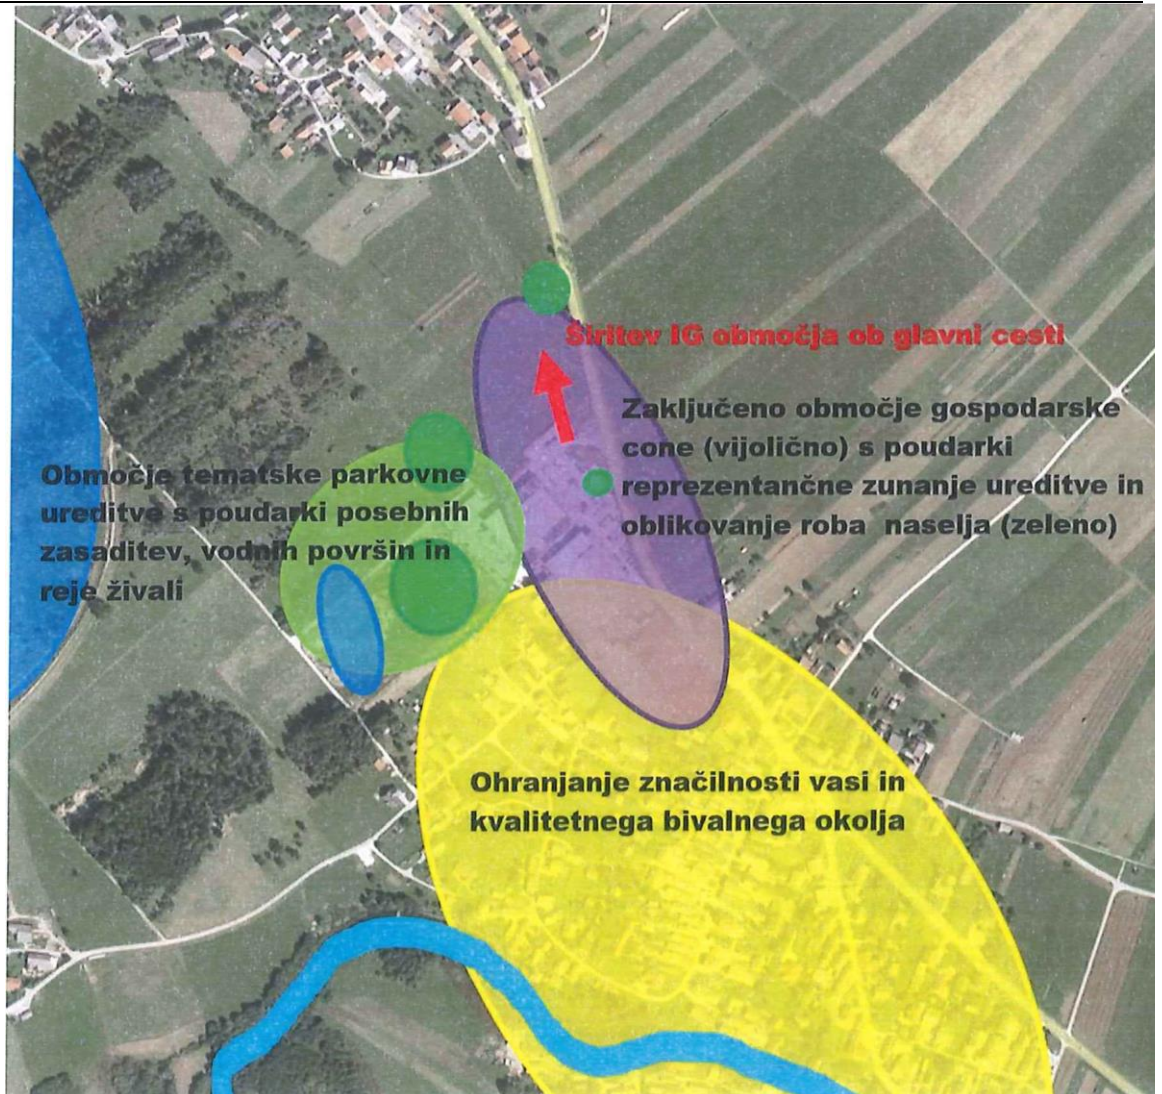 Širitev IG območja ob glavni cesti
Zaključeno območje gospodarske
cone (vijolično) s poudarki
reprezentančne zunanje ureditve in
oblikovanje roba naselja (zeleno)
Območje tematske parkovne
ureditve s poudarki posebnih
zasaditev, vodnih površin in
reje živali
Ohranjanje značilnosti vasi in
kvalitetnega bivalnega okolja